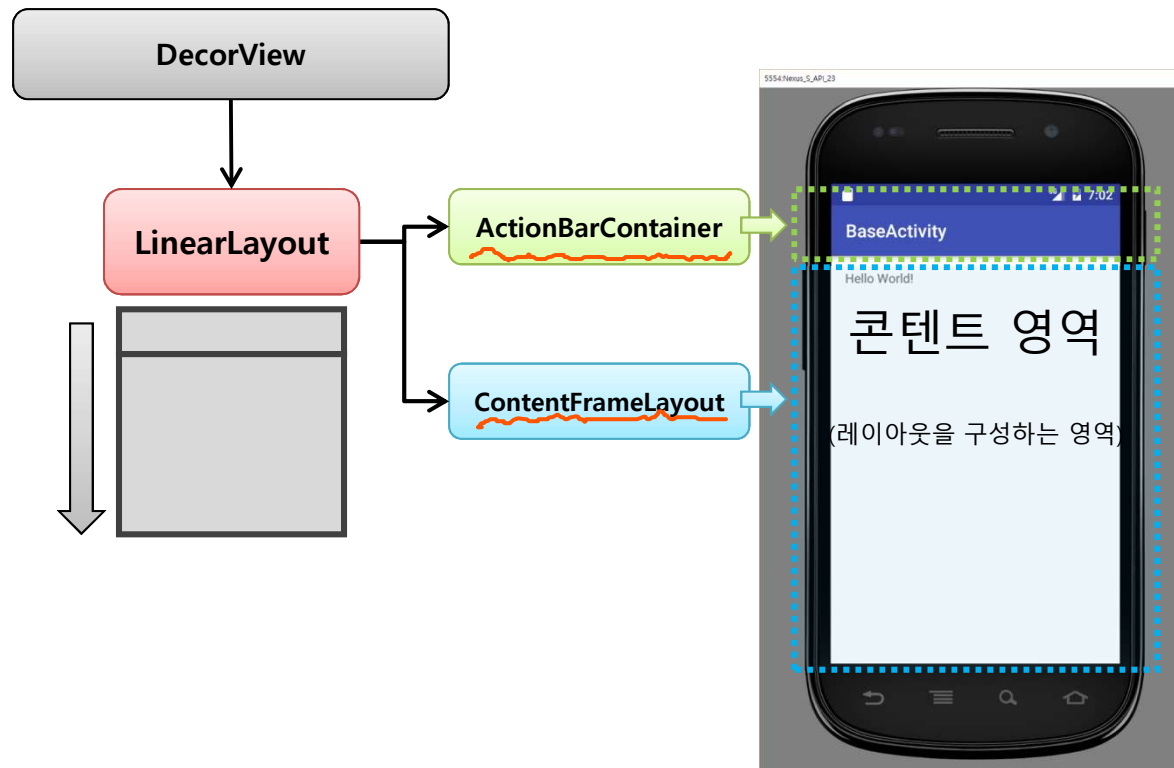 DecorView
5554:Nexus_S_API_23
7:02
LinearLayout
ActionBarContainer
BaseActivity
Hello World!
콘텐트 영역
ContentFrameLayout
(레이아웃을 구성하는 영역)